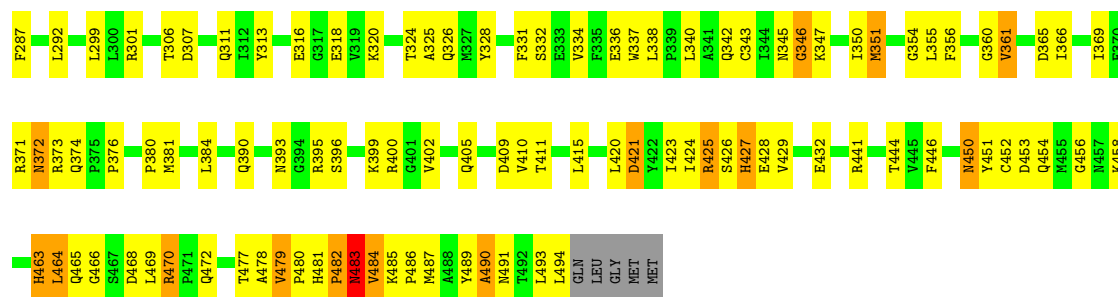 F287 L292 L299 L300 R301 T306 D307 Q311 I312 Y313 E316 G317 E318 V319 K320 T324 A325 Q326 M327 Y328 F331 S332 E333 V334 F335 E336 W337 L338 P339 L340 A341 Q342 C343 I344 N345 G346 K347 I350 M351 G354 L355 F356 G360 V361 D365 I366 I369 E370
R371 N372 R373 Q374 P375 P376 P380 M381 L384 Q390 N393 G394 R395 S396 K399 R400 G401 V402 Q405 D409 V410 T411 L415 L420 D421 Y422 I423 I424 R425 S426 H427 E428 V429 E432 R441 T444 V445 F446 N450 Y451 C452 D453 Q454 M455 G456 N457 K458
H463 L464 Q465 G466 S467 D468 L469 R470 P471 Q472 T477 A478 V479 P480 H481 P482 M483 V484 K485 P486 M487 A488 Y489 A490 N491 T492 L493 L494 GLN LEU GLY MET MET